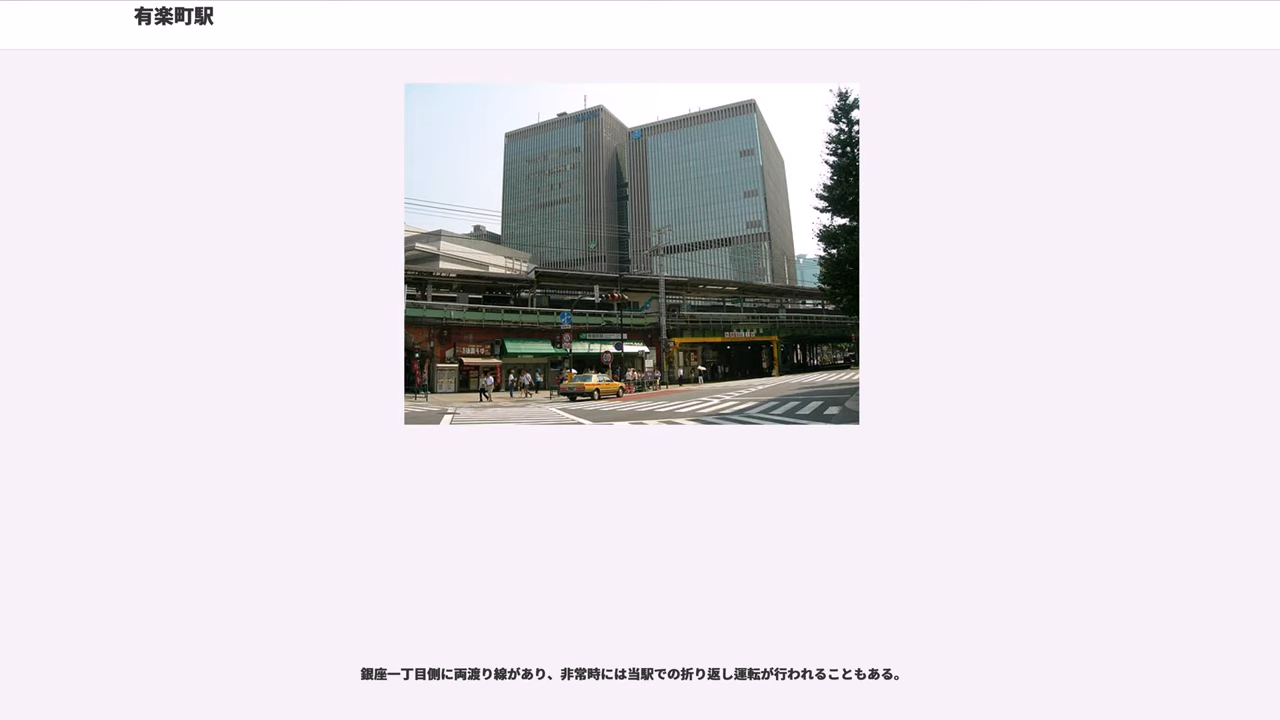 有楽町駅
銀座一丁目側に両渡り線があり、非常時には当駅での折り返し運転が行われることもある。